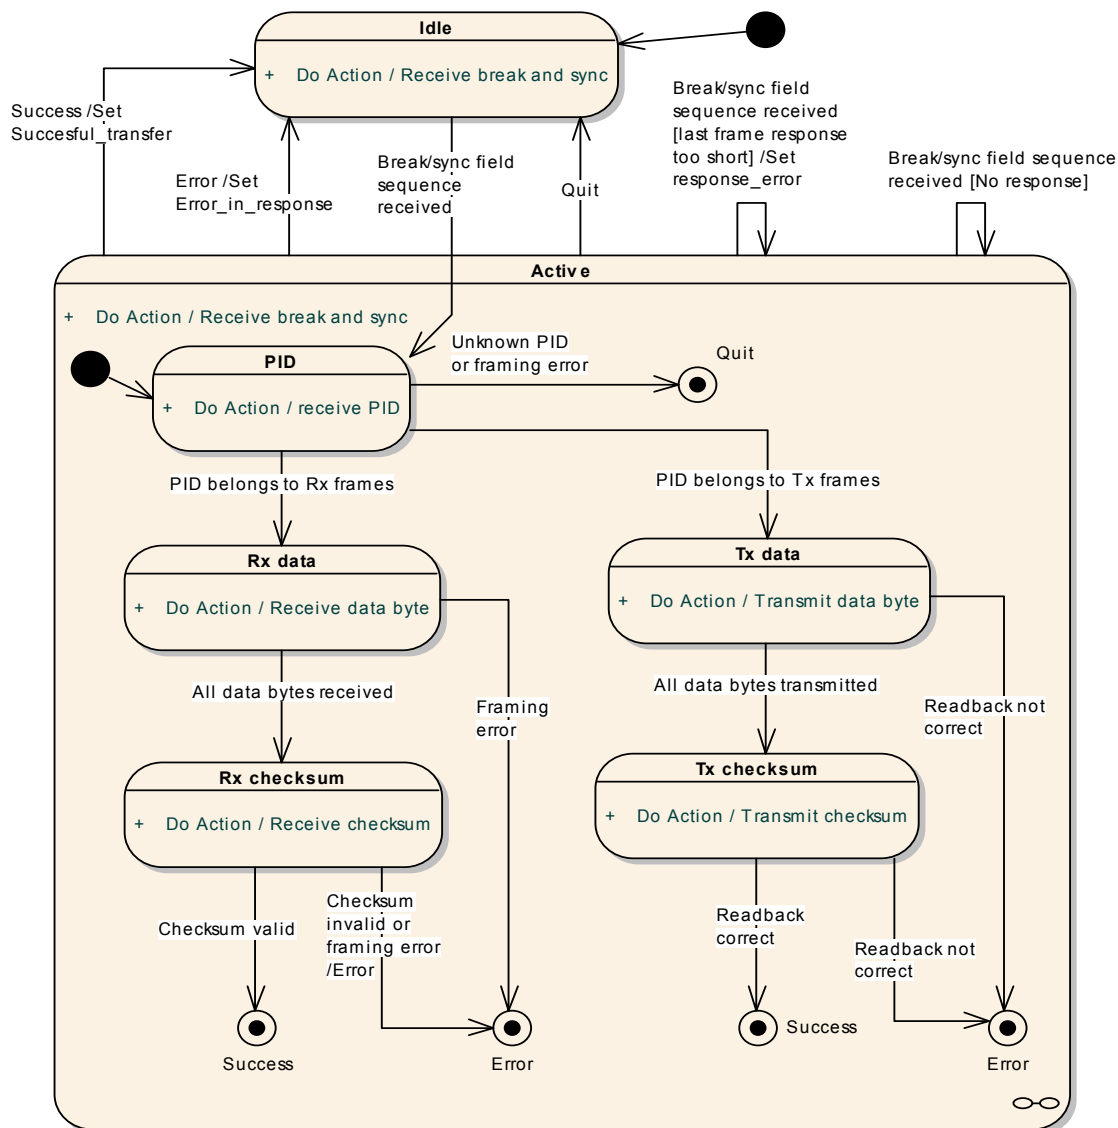 Idle
+ Do Action / Receive break and sync
Success /Set
Succesful_transfer
Error /Set
Error_in_response
Break/sync field
sequence
received
Quit
Break/sync field
sequence received
[last frame response
too short] /Set
response_error
Break/sync field sequence
received [No response]
Active
+ Do Action / Receive break and sync
PID
+ Do Action / receive PID
Unknown PID
or framing error
Quit
PID belongs to Rx frames
PID belongs to Tx frames
Rx data
+ Do Action / Receive data byte
Tx data
+ Do Action / Transmit data byte
All data bytes received
Framing
error
All data bytes transmitted
Readback not
correct
Rx checksum
+ Do Action / Receive checksum
Tx checksum
+ Do Action / Transmit checksum
Checksum valid
Checksum
invalid or
framing error
/Error
Readback
correct
Readback not
correct
Success
Error
Success
Error